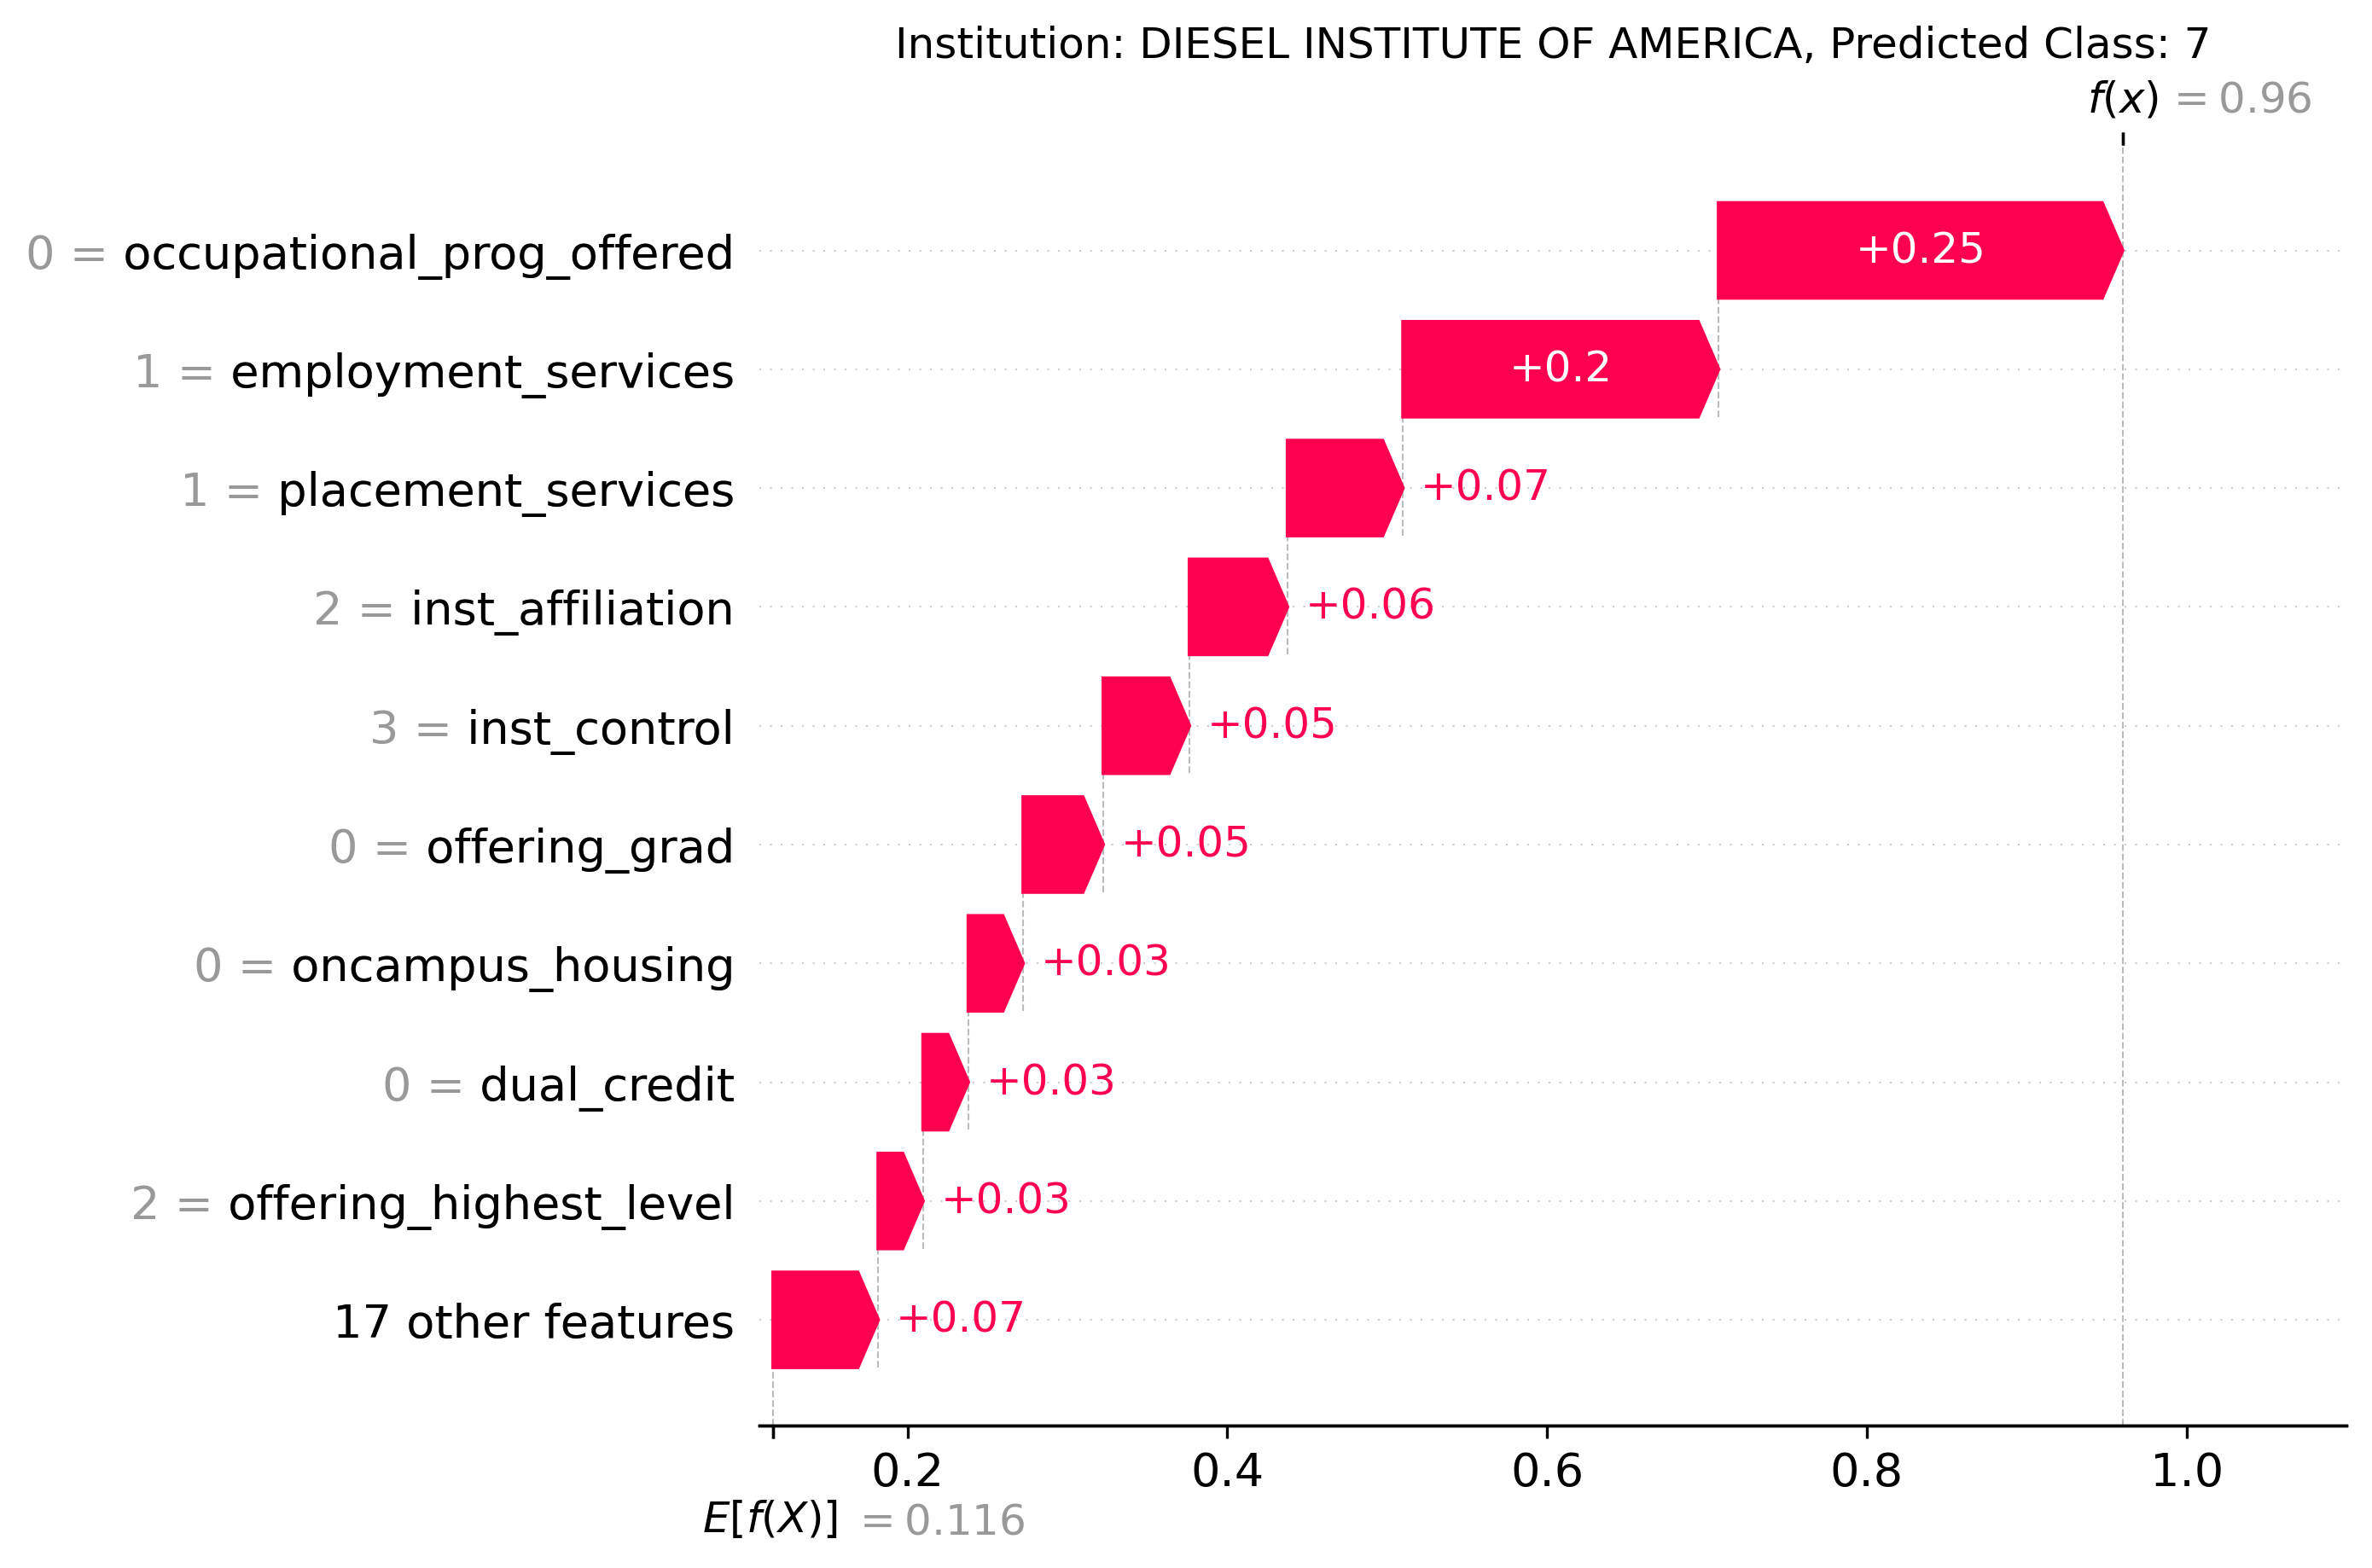 Institution: DIESEL INSTITUTE OF AMERICA, Predicted Class: 7
f(x) = 0.96
0 = occupational_prog_offered +0.25
1 = employment_services +0.2
1 = placement_services +0.07
2 = inst_affiliation +0.06
3 = inst_control +0.05
0 = offering_grad +0.05
0 = oncampus_housing +0.03
0 = dual_credit +0.03
2 = offering_highest_level +0.03
17 other features +0.07
0.2 0.4 0.6 0.8 1.0
E[f(X)] = 0.116